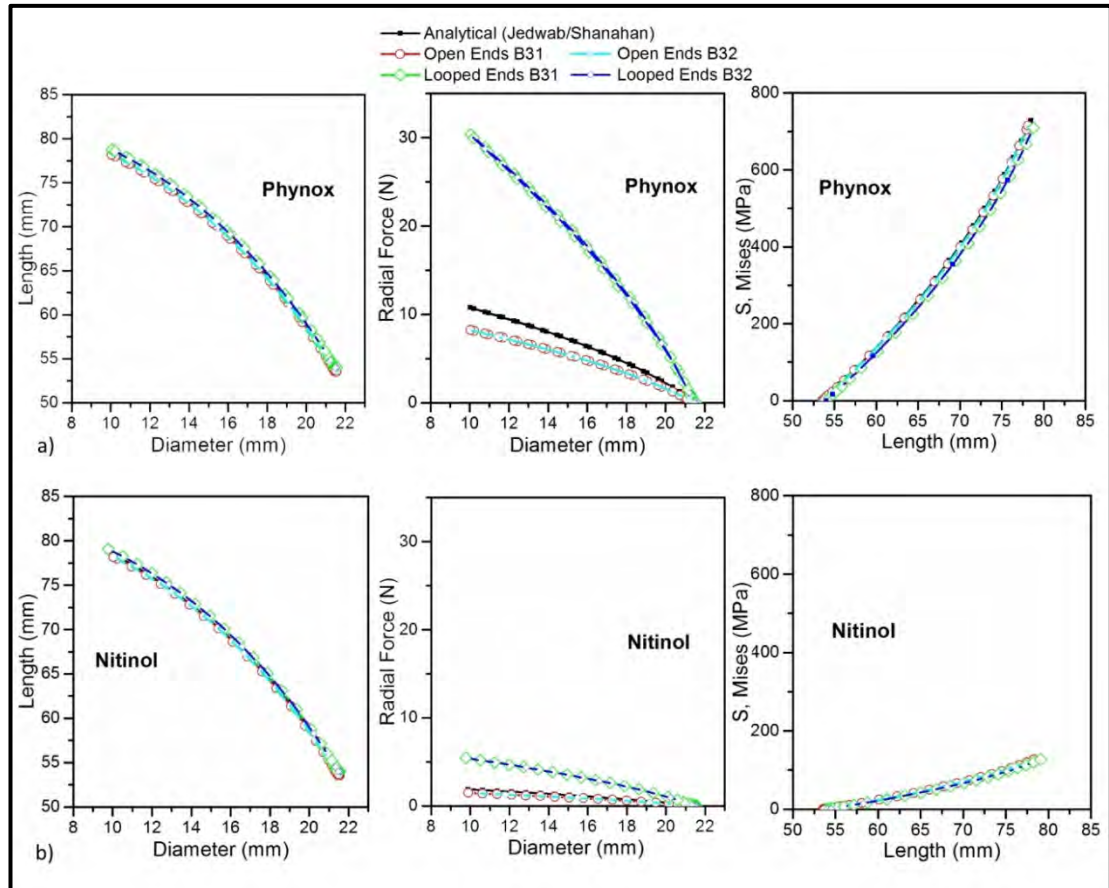 Analytical (Jedwab/Shanahan)
Open Ends B31 Open Ends B32
Looped Ends B31 Looped Ends B32
85
80
75
70
65
60
55
50
Length (mm)
Phynox
8 10 12 14 16 18 20 22
Diameter (mm)
a)
30
20
10
0
Radial Force (N)
Phynox
8 10 12 14 16 18 20 22
Diameter (mm)
800
600
400
200
0
S, Mises (MPa)
Phynox
50 55 60 65 70 75 80 85
Length (mm)
85
80
75
70
65
60
55
50
Length (mm)
Nitinol
8 10 12 14 16 18 20 22
Diameter (mm)
b)
30
20
10
0
Radial Force (N)
Nitinol
8 10 12 14 16 18 20 22
Diameter (mm)
800
600
400
200
0
S, Mises (MPa)
Nitinol
50 55 60 65 70 75 80 85
Length (mm)